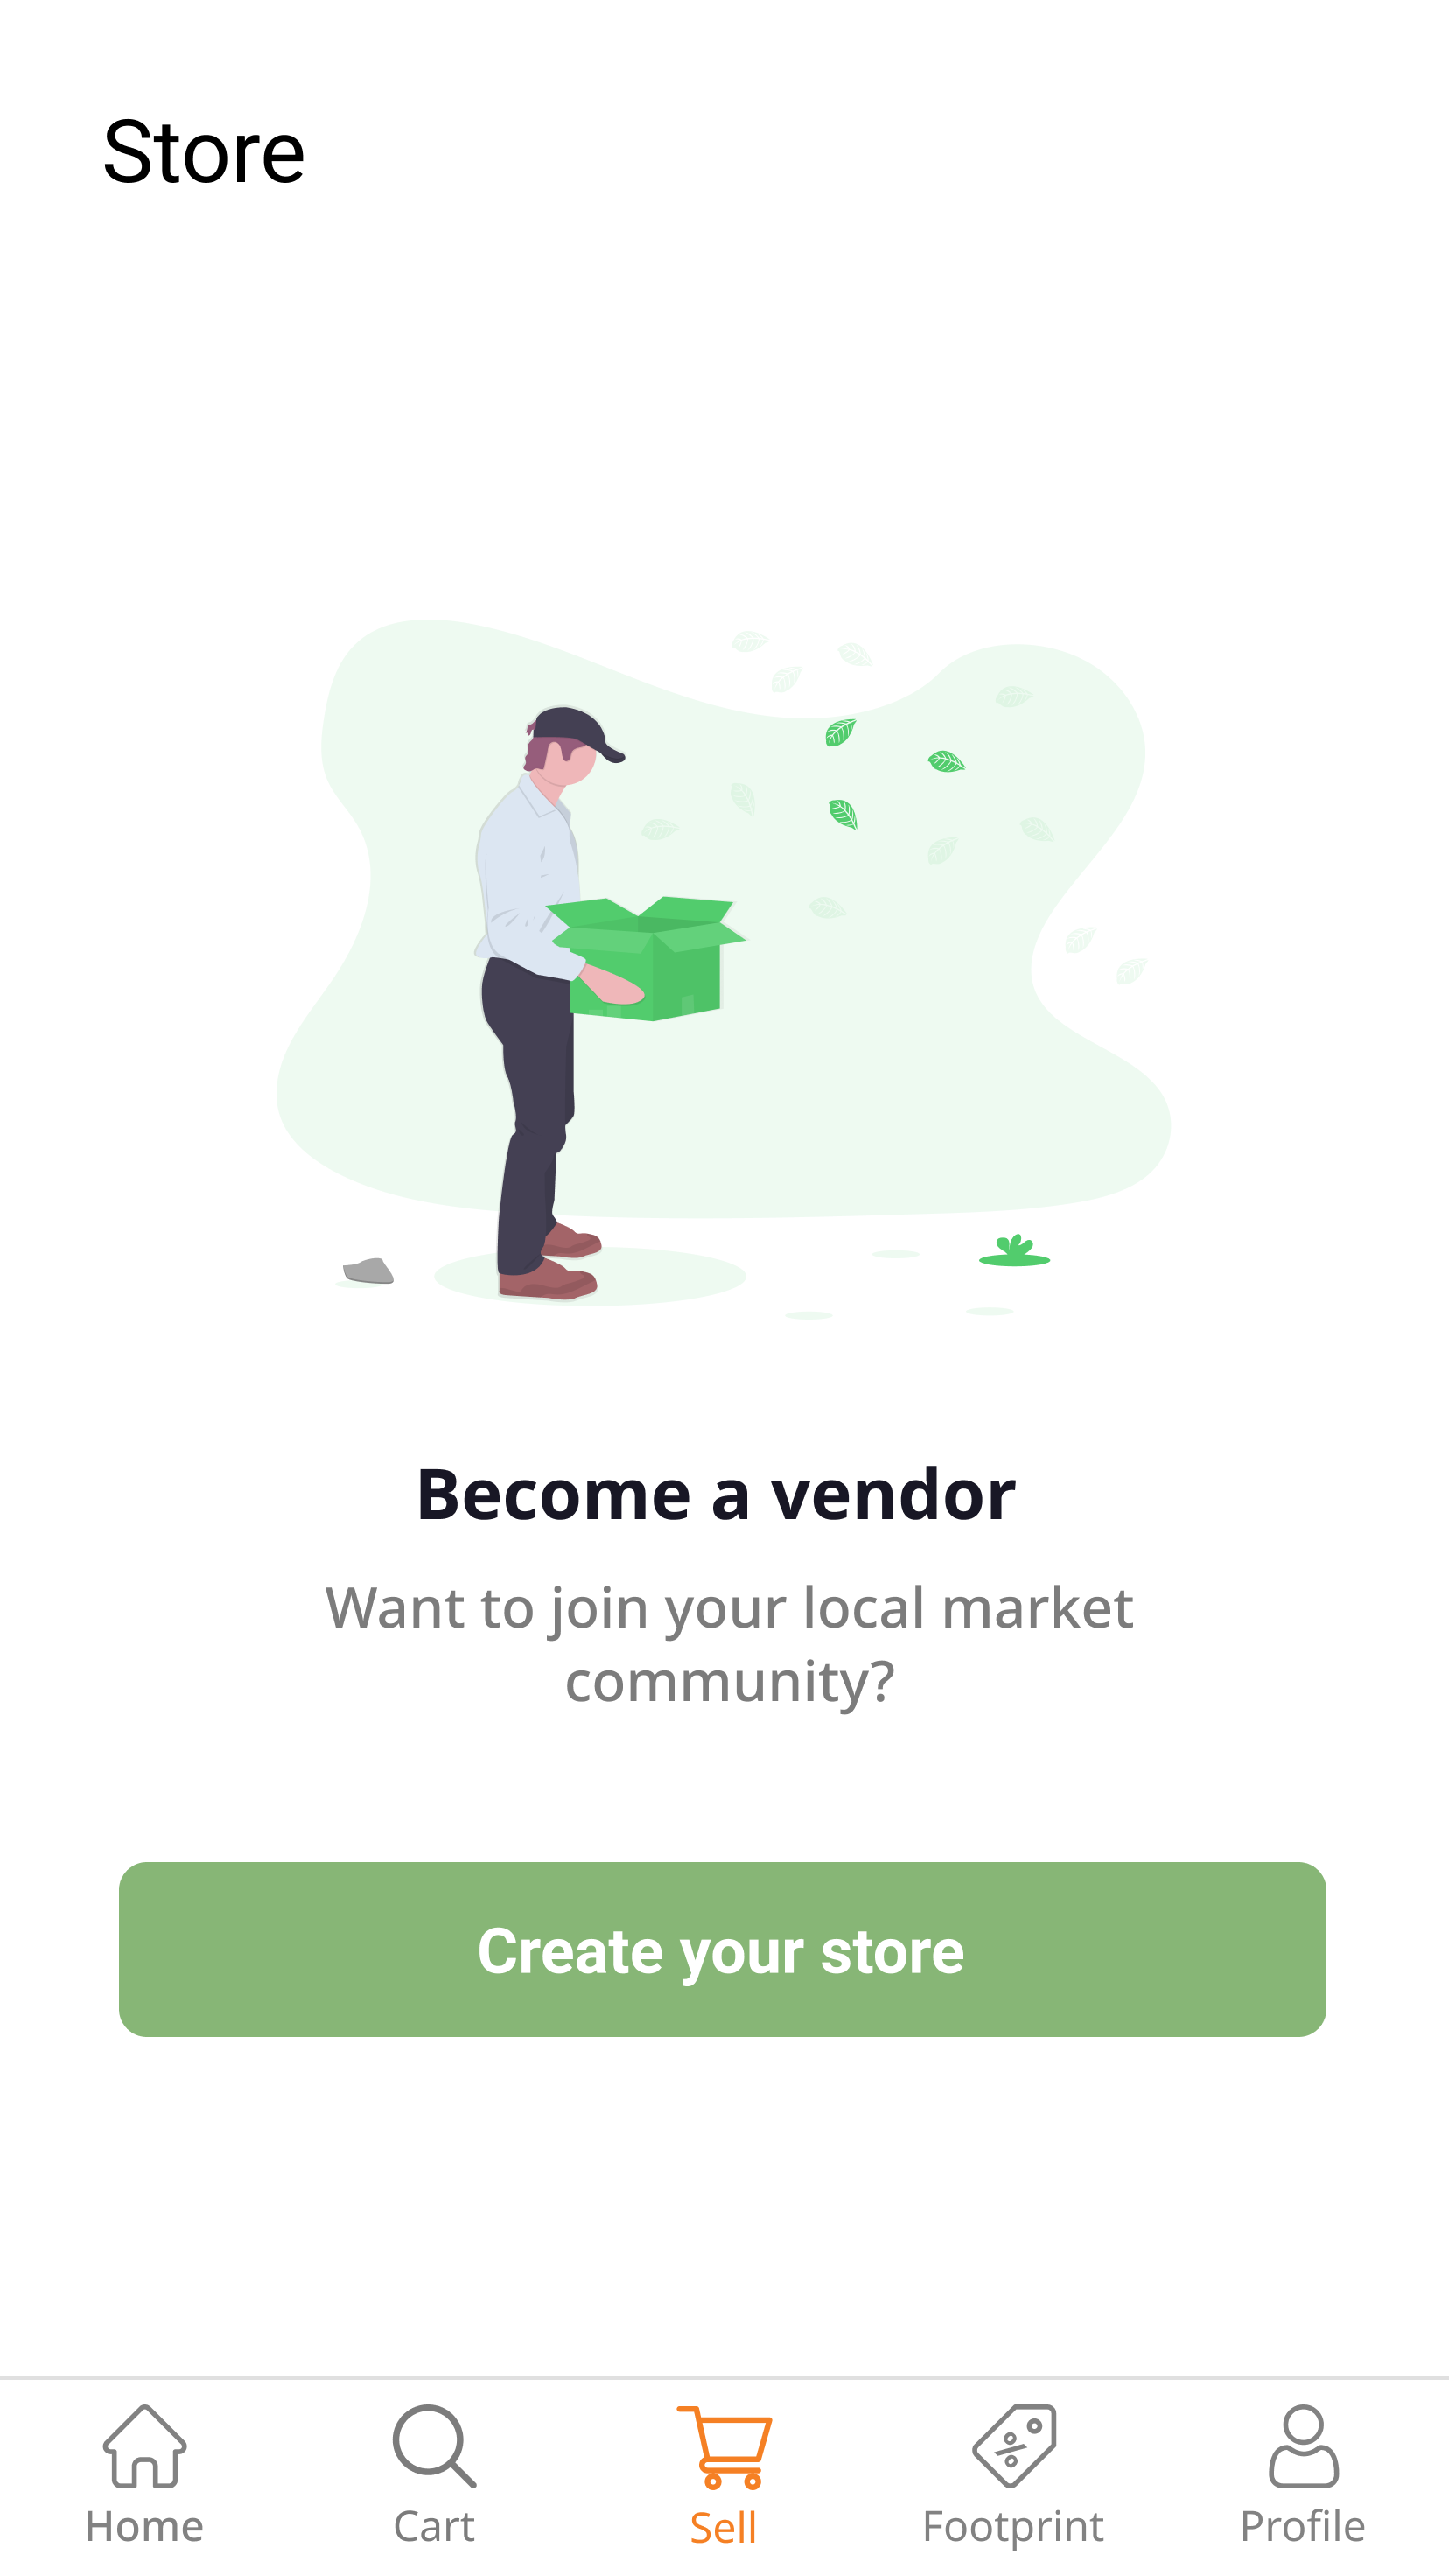 Store
Become a vendor
Want to join your local market
community?
Create your store
Home
Cart
Sell
Footprint
Profile